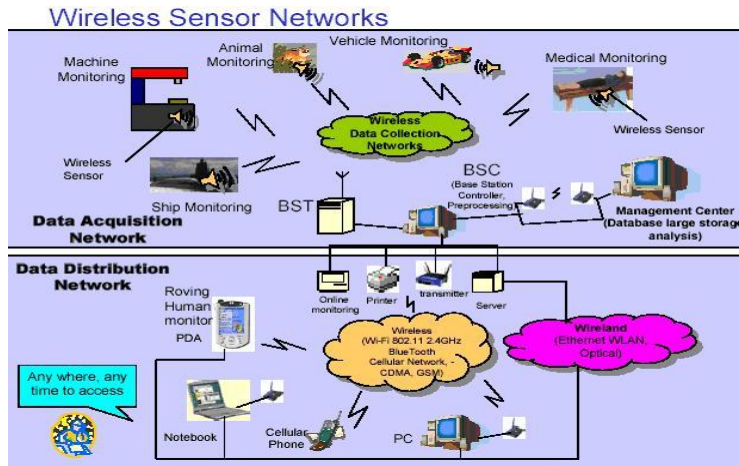 Wireless Sensor Networks
Machine
Monitoring
Animal
Monitoring
Vehicle Monitoring
Medical Monitoring
Wireless
Data Collection
Networks
Wireless Sensor
Wireless
Sensor
Ship Monitoring
BST
BSC
(Base Station
Controller,
Preprocessing)
Management Center
(Database large storage
analysis)
Data Acquisition
Network
Data Distribution
Network
Online
monitoring
Printer
transmitter
Server
Roving
Human
monitor
PDA
Wireless
(Wi-Fi 802.11 2.4GHz
BlueTooth
Cellular Network, -
CDMA, GSM)
Wireland
(Ethernet WLAN,
Optical)
Any where, any
time to access
Notebook
Cellular
Phone
PC